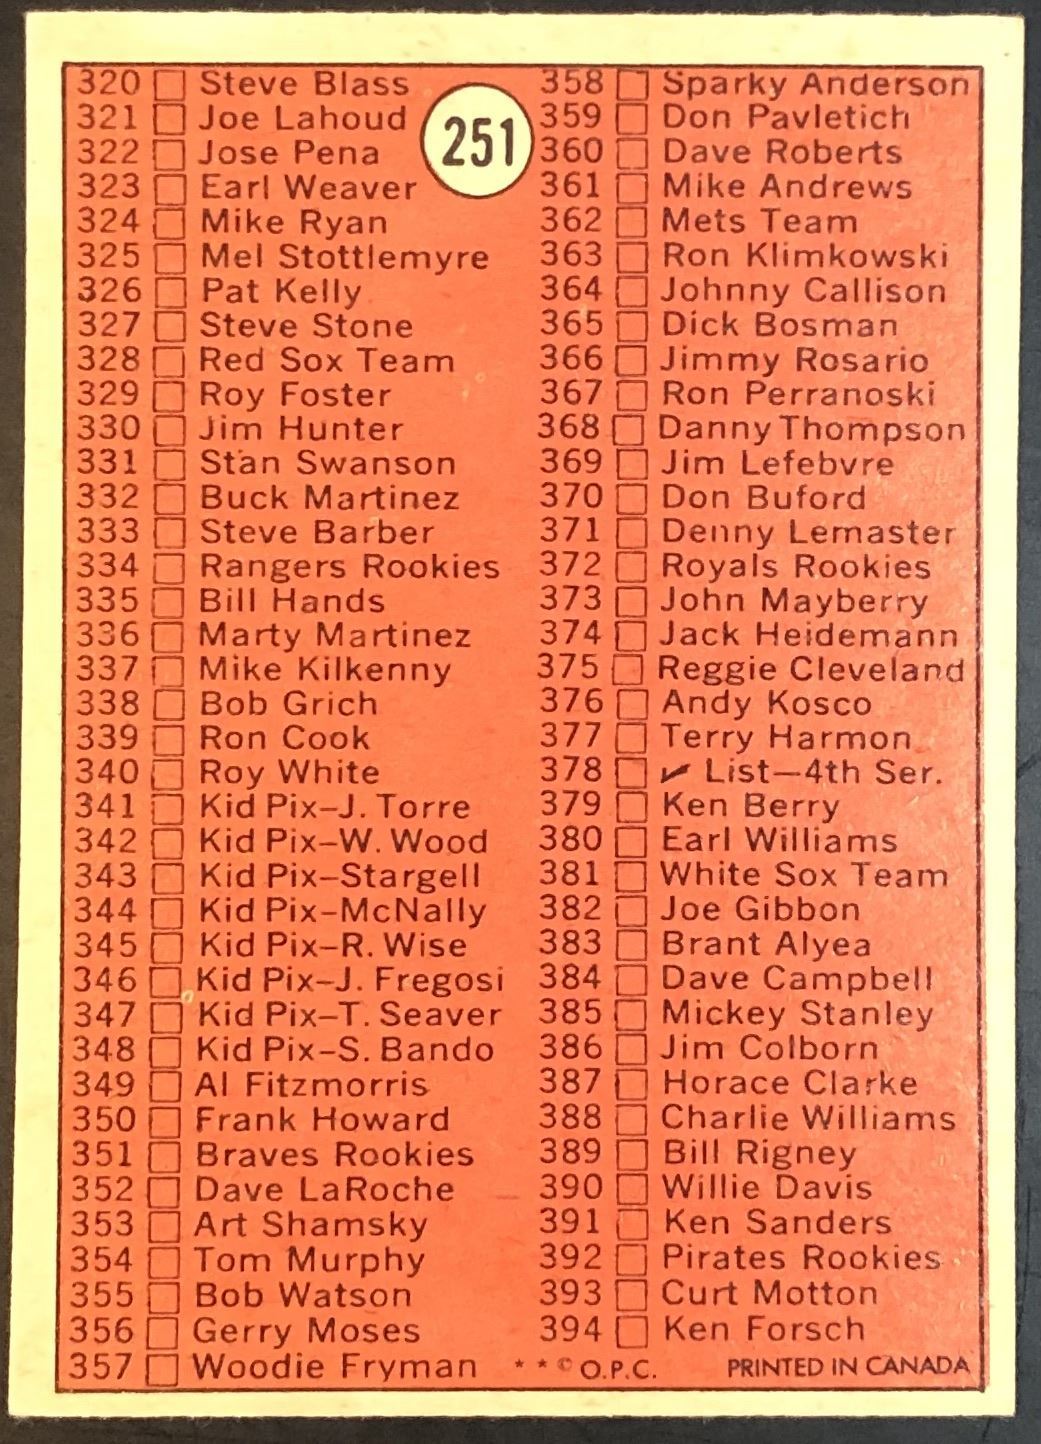 320 Steve Blass
321 Joe Lahoud
322 Jose Pena
323 Earl Weaver
324 Mike Ryan
325 Mel Stottlemyre
326 Pat Kelly
327 Steve Stone
328 Red Sox Team
329 Roy Foster
330 Jim Hunter
331 Stan Swanson
332 Buck Martinez
333 Steve Barber
334 Rangers Rookies
335 Bill Hands
336 Marty Martinez
337 Mike Kilkenny
338 Bob Grich
339 Ron Cook
340 Roy White
341 Kid Pix–J. Torre
342 Kid Pix–W. Wood
343 Kid Pix–Stargell
344 Kid Pix–McNally
345 Kid Pix–R. Wise
346 Kid Pix–J. Fregosi
347 Kid Pix–T. Seaver
348 Kid Pix–S. Bando
349 Al Fitzmorris
350 Frank Howard
351 Braves Rookies
352 Dave LaRoche
353 Art Shamsky
354 Tom Murphy
355 Bob Watson
356 Gerry Moses
357 Woodie Fryman
251
358 Sparky Anderson
359 Don Pavletich
360 Dave Roberts
361 Mike Andrews
362 Mets Team
363 Ron Klimkowski
364 Johnny Callison
365 Dick Bosman
366 Jimmy Rosario
367 Ron Perranoski
368 Danny Thompson
369 Jim Lefebvre
370 Don Buford
371 Denny Lemaster
372 Royals Rookies
373 John Mayberry
374 Jack Heidemann
375 Reggie Cleveland
376 Andy Kosco
377 Terry Harmon
378 ✓ List–4th Ser.
379 Ken Berry
380 Earl Williams
381 White Sox Team
382 Joe Gibbon
383 Brant Alyea
384 Dave Campbell
385 Mickey Stanley
386 Jim Colborn
387 Horace Clarke
388 Charlie Williams
389 Bill Rigney
390 Willie Davis
391 Ken Sanders
392 Pirates Rookies
393 Curt Motton
394 Ken Forsch
* * © O.P.C. PRINTED IN CANADA